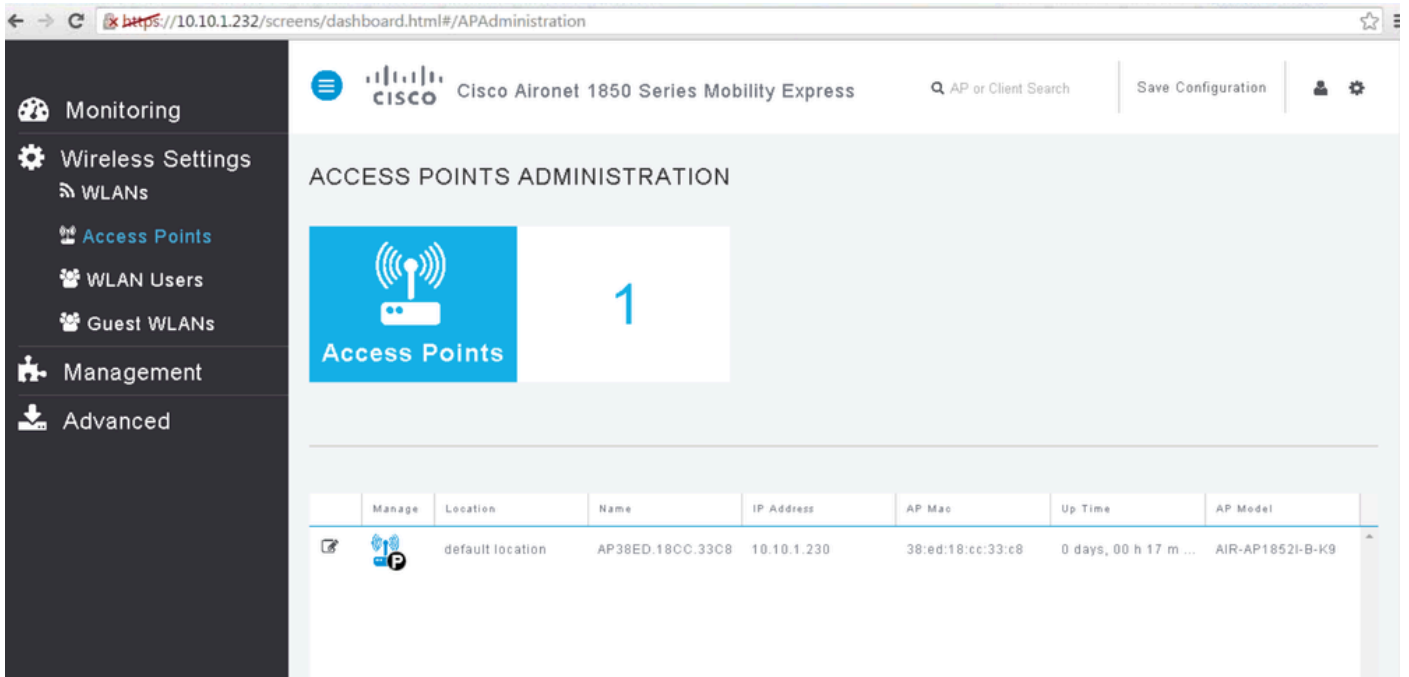 https://10.10.1.232/screens/dashboard.html#/APAdministration
Monitoring
Wireless Settings
WLANs
Access Points
WLAN Users
Guest WLANs
Management
Advanced
CISCO Cisco Aironet 1850 Series Mobility Express AP or Client Search Save Configuration
ACCESS POINTS ADMINISTRATION
Access Points 1
Manage Location Name IP Address AP Mac Up Time AP Model
default location AP38ED.18CC.33C8 10.10.1.230 38:ed:18:cc:33:c8 0 days, 00 h 17 m ... AIR-AP1852I-B-K9
P